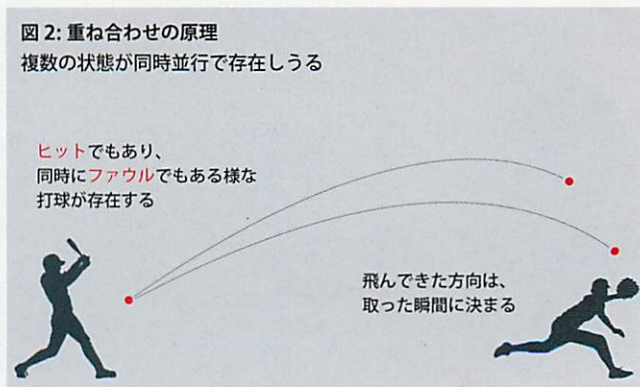 図 2: 重ね合わせの原理
複数の状態が同時並行で存在しうる
ヒットでもあり、
同時にファウルでもある様な
打球が存在する
飛んできた方向は、
取った瞬間に決まる